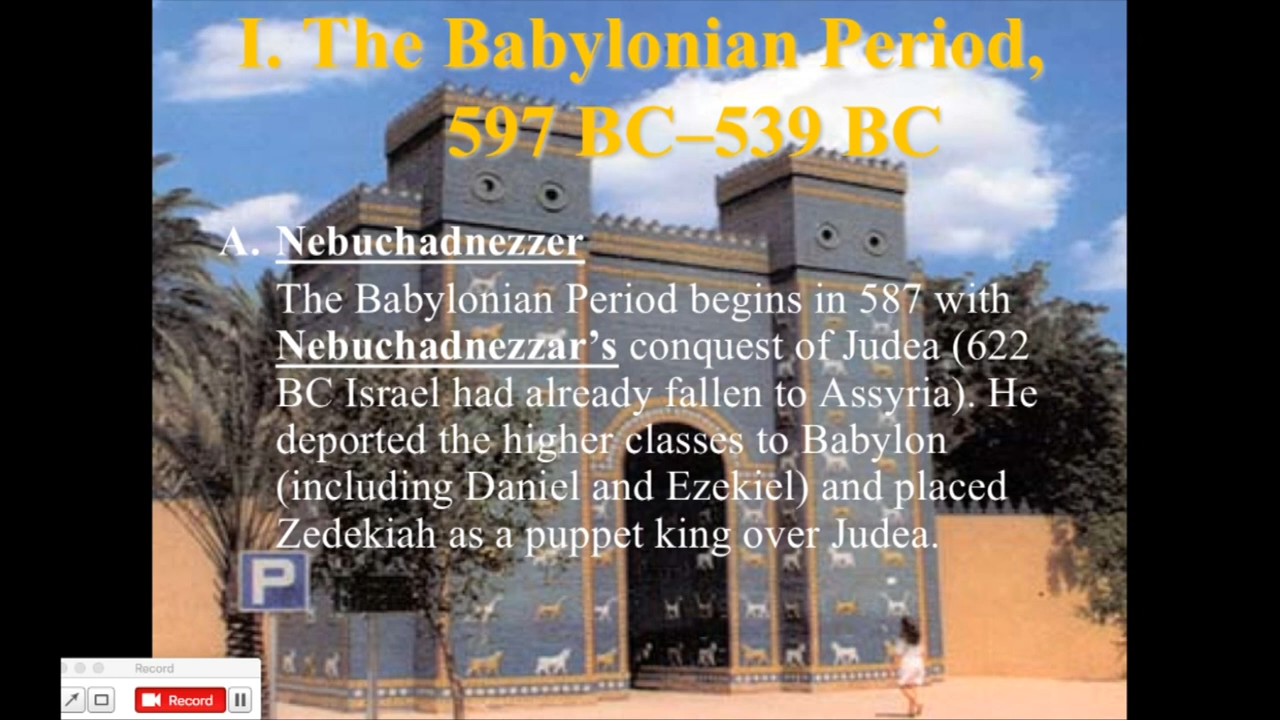 I. The Babylonian Period,
597 BC–539 BC
A. Nebuchadnezzer
The Babylonian Period begins in 587 with
Nebuchadnezzar’s conquest of Judea (622
BC Israel had already fallen to Assyria). He
deported the higher classes to Babylon
(including Daniel and Ezekiel) and placed
Zedekiah as a puppet king over Judea.
P
Record
Record